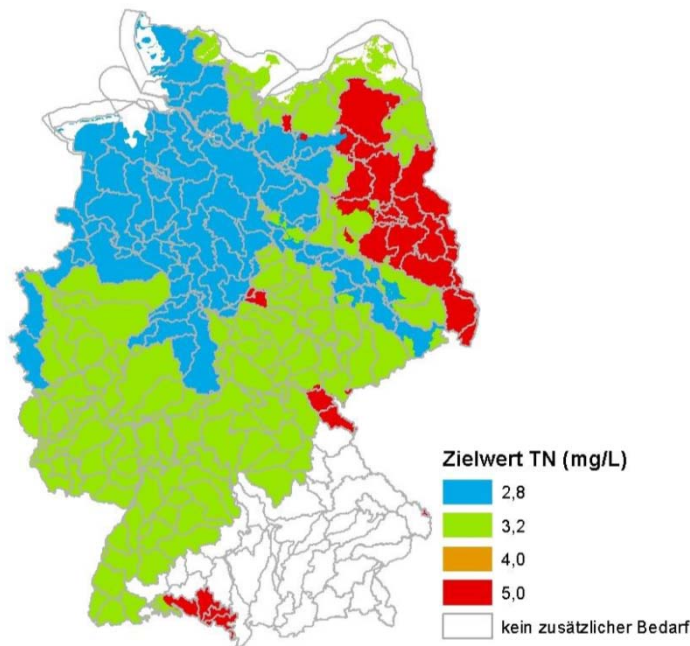 Zielwert TN (mg/L)
2,8
3,2
4,0
5,0
kein zusätzlicher Bedarf